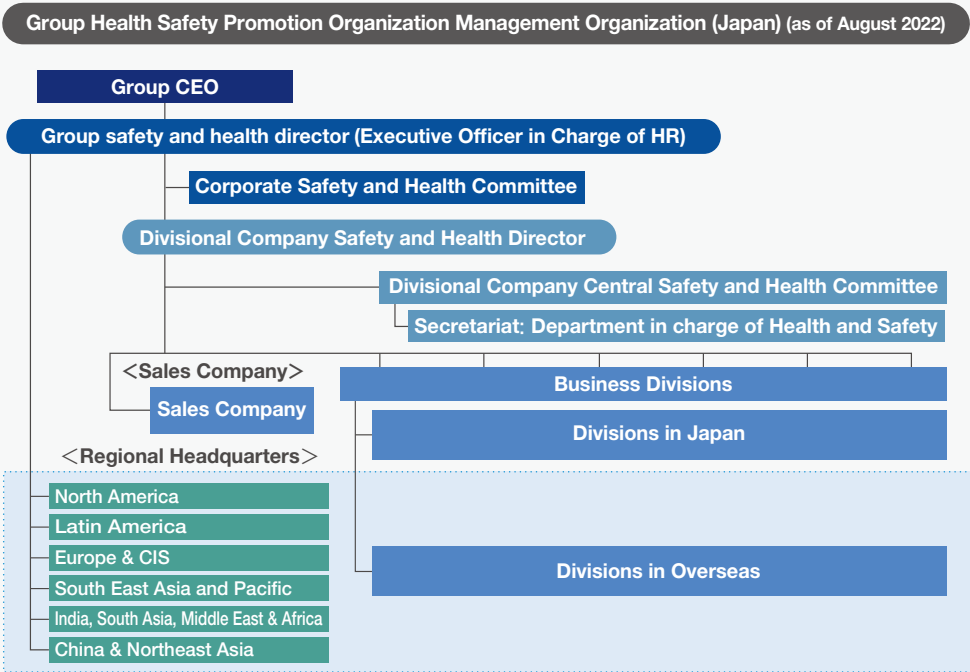 Group Health Safety Promotion Organization Management Organization (Japan) (as of August 2022)
Group CEO
Group safety and health director (Executive Officer in Charge of HR)
Corporate Safety and Health Committee
Divisional Company Safety and Health Director
Divisional Company Central Safety and Health Committee
Secretariat: Department in charge of Health and Safety
<Sales Company>
Sales Company
Business Divisions
Divisions in Japan
<Regional Headquarters>
North America
Latin America
Europe & CIS
South East Asia and Pacific
India, South Asia, Middle East & Africa
China & Northeast Asia
Divisions in Overseas